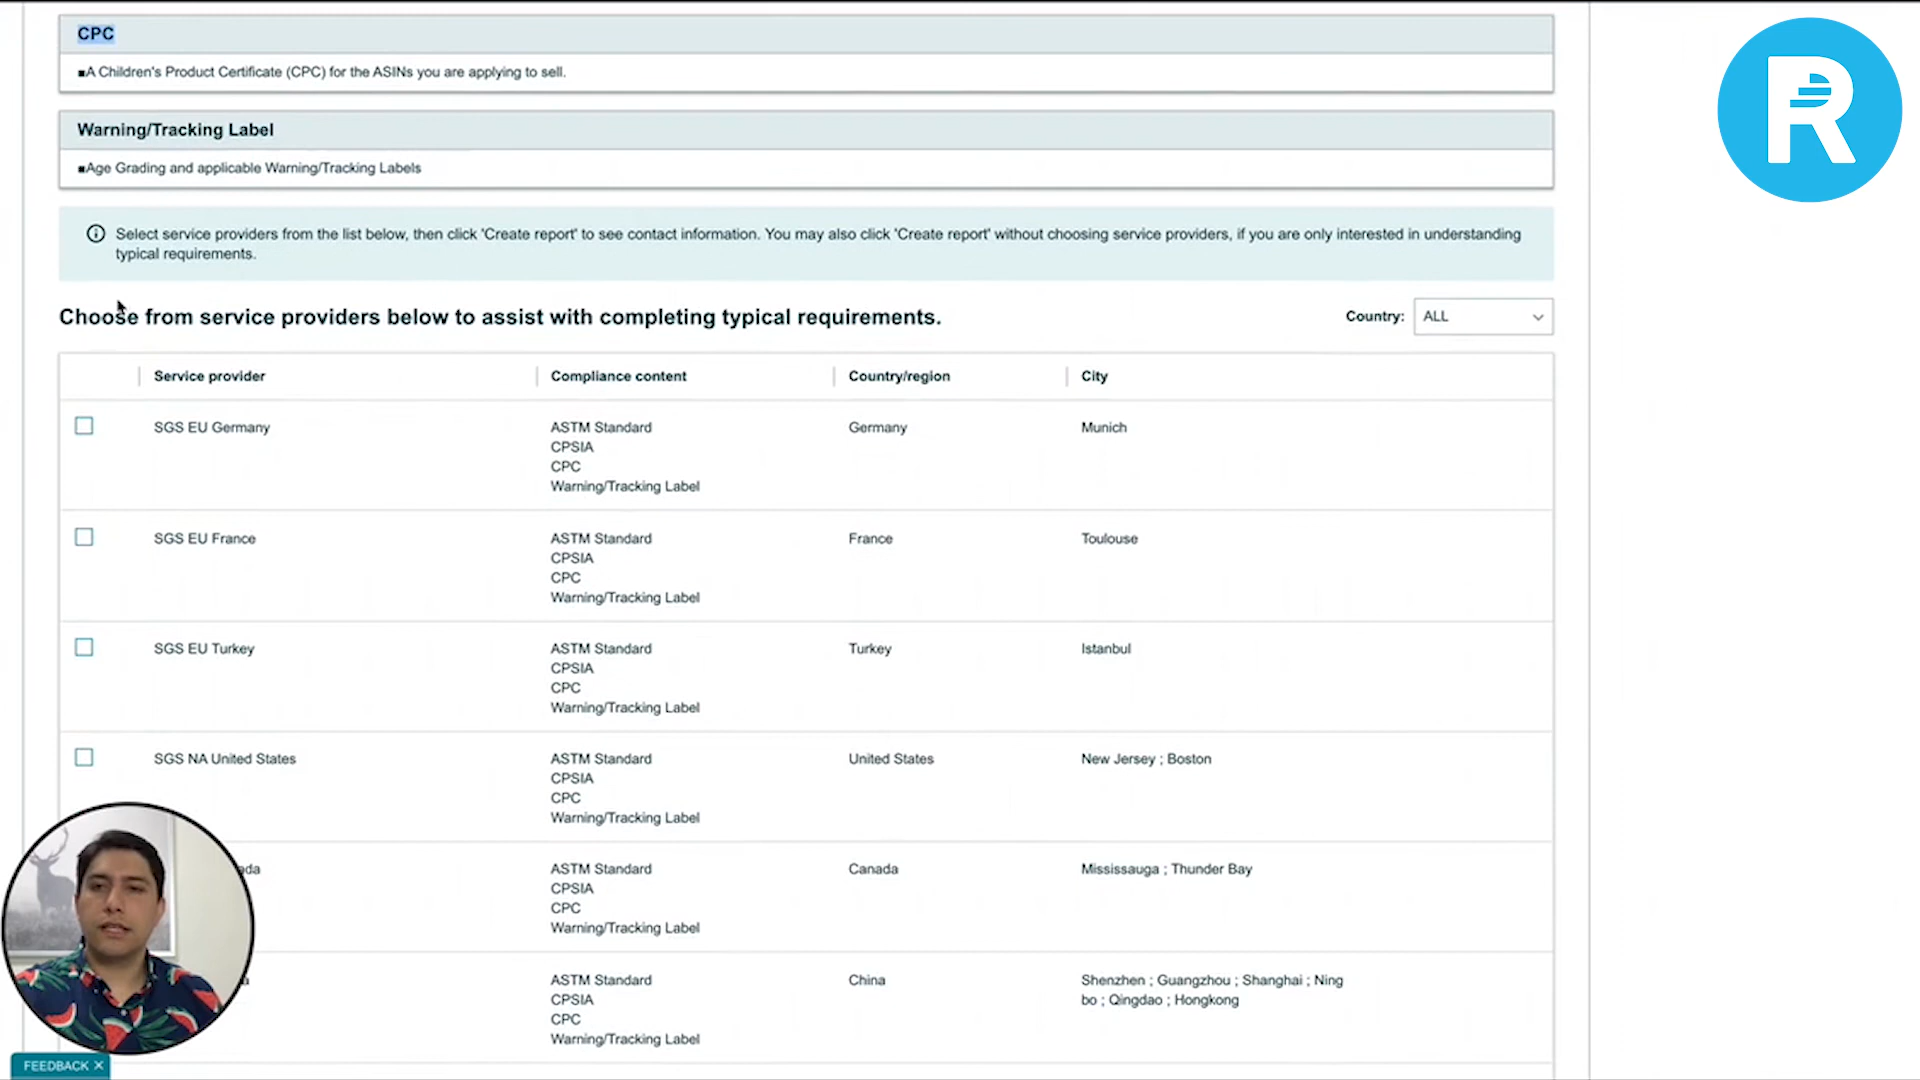 CPC
■A Children's Product Certificate (CPC) for the ASINs you are applying to sell.
Warning/Tracking Label
■Age Grading and applicable Warning/Tracking Labels
Select service providers from the list below, then click 'Create report' to see contact information. You may also click 'Create report' without choosing service providers, if you are only interested in understanding
typical requirements.
Choose from service providers below to assist with completing typical requirements.
Country: ALL
Service provider Compliance content Country/region City
SGS EU Germany ASTM Standard Germany Munich
CPSIA
CPC
Warning/Tracking Label
SGS EU France ASTM Standard France Toulouse
CPSIA
CPC
Warning/Tracking Label
SGS EU Turkey ASTM Standard Turkey Istanbul
CPSIA
CPC
Warning/Tracking Label
SGS NA United States ASTM Standard United States New Jersey ; Boston
CPSIA
CPC
Warning/Tracking Label
ASTM Standard Canada Mississauga ; Thunder Bay
CPSIA
CPC
Warning/Tracking Label
ASTM Standard China Shenzhen ; Guangzhou ; Shanghai ; Ning
CPSIA bo ; Qingdao ; Hongkong
CPC
Warning/Tracking Label
FEEDBACK X
R